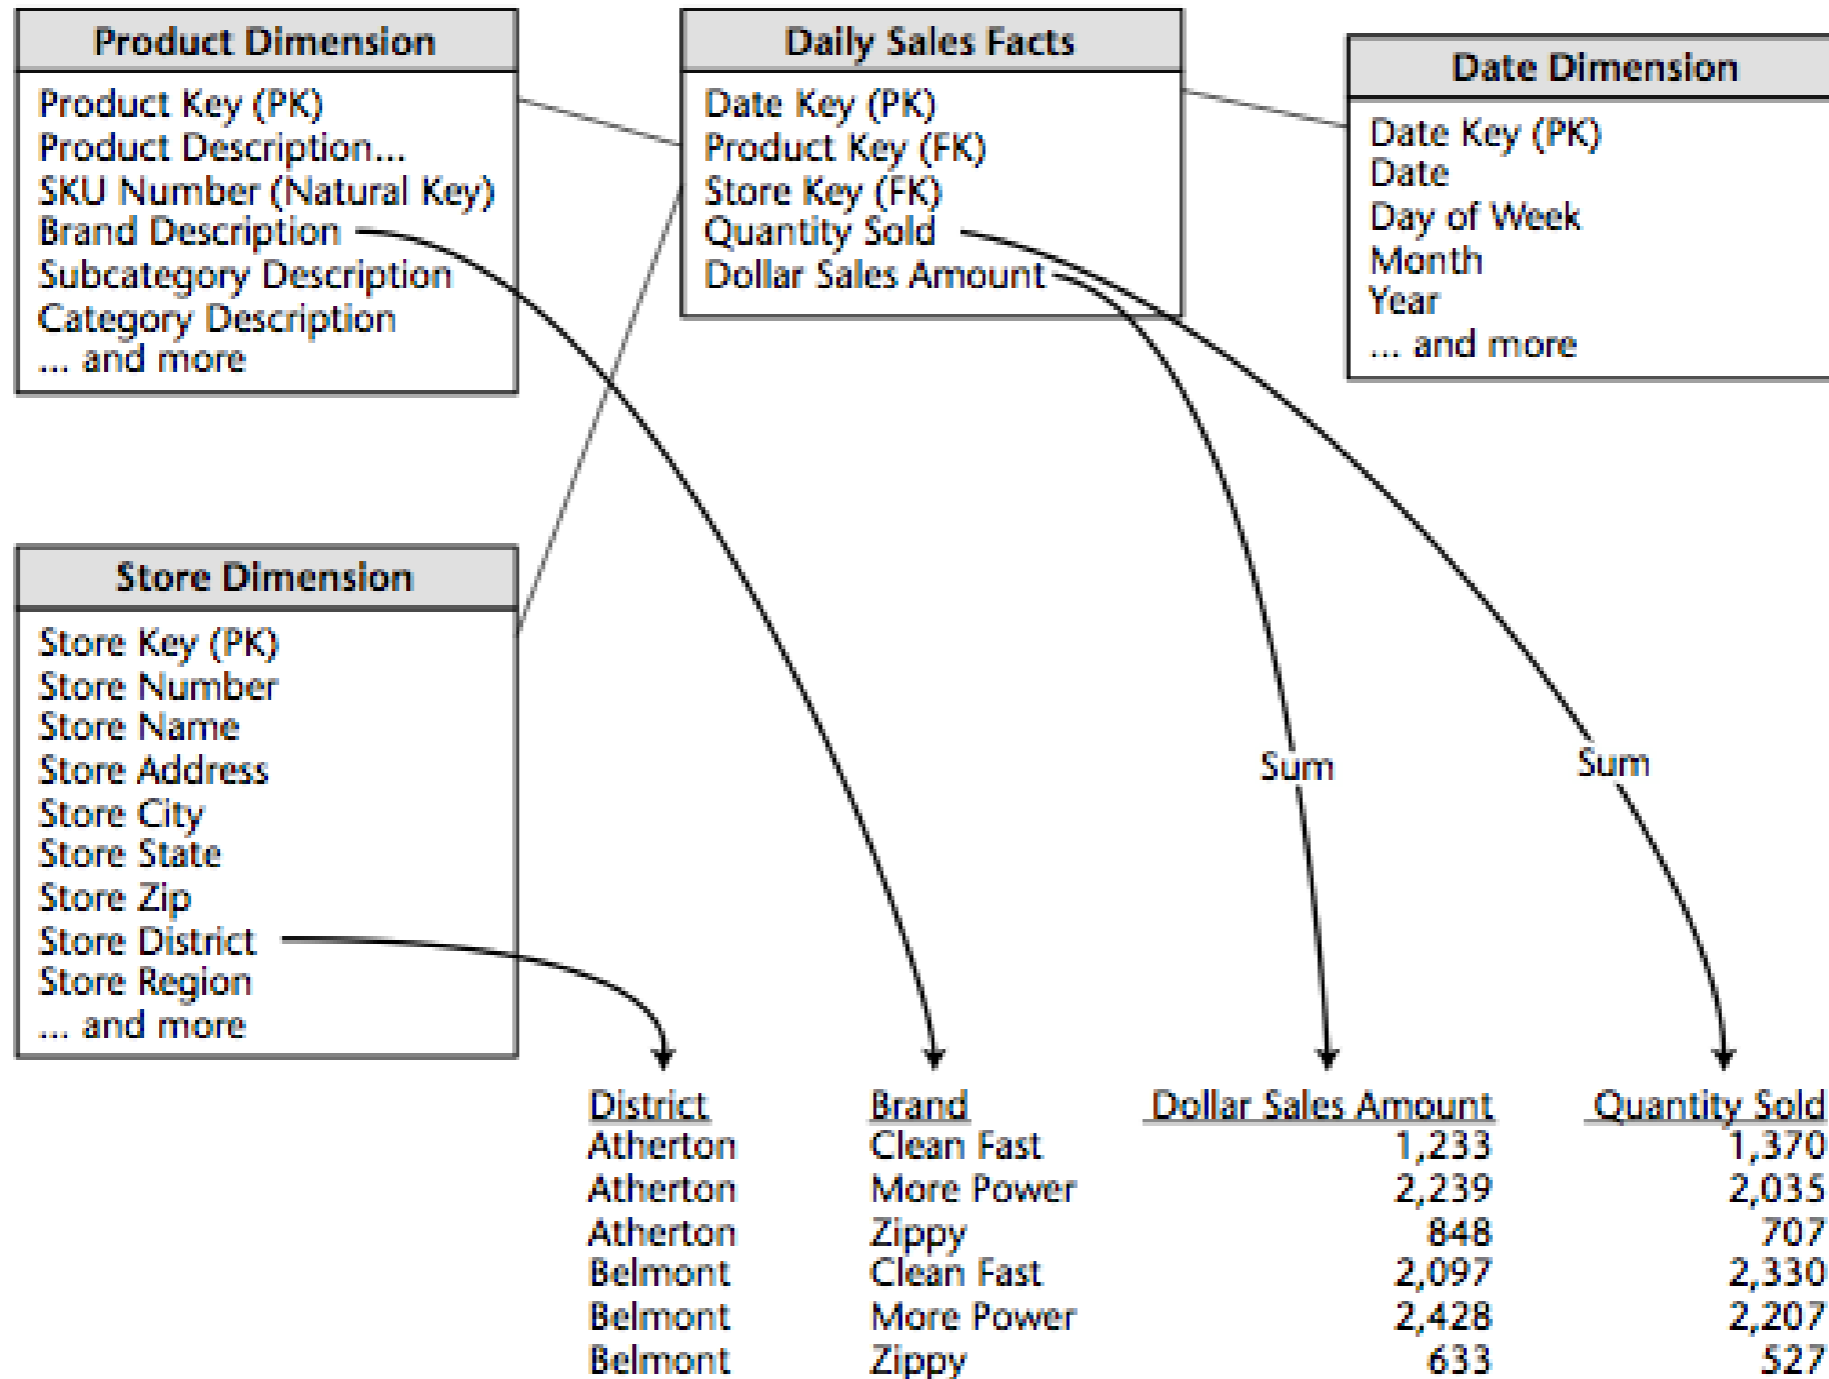 Product Dimension
Product Key (PK)
Product Description...
SKU Number (Natural Key)
Brand Description
Subcategory Description
Category Description
... and more
Daily Sales Facts
Date Key (PK)
Product Key (FK)
Store Key (FK)
Quantity Sold
Dollar Sales Amount
Date Dimension
Date Key (PK)
Date
Day of Week
Month
Year
... and more
Store Dimension
Store Key (PK)
Store Number
Store Name
Store Address
Store City
Store State
Store Zip
Store District
Store Region
... and more
Sum
Sum
District Brand Dollar Sales Amount Quantity Sold
Atherton Clean Fast 1,233 1,370
Atherton More Power 2,239 2,035
Atherton Zippy 848 707
Belmont Clean Fast 2,097 2,330
Belmont More Power 2,428 2,207
Belmont Zippy 633 527